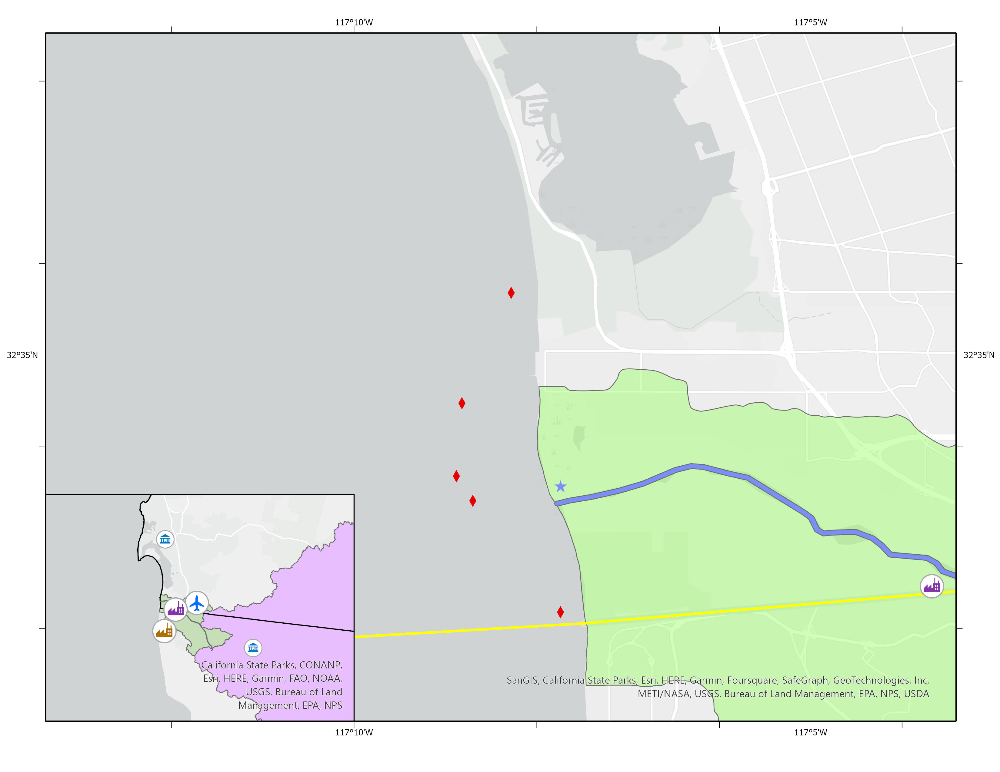 117°10'W
117°5'W
32°35'N
32°35'N
California State Parks, CONANP,
Esri, HERE, Garmin, FAO, NOAA,
USGS, Bureau of Land
Management, EPA, NPS
SanGIS, California State Parks, Esri, HERE, Garmin, Foursquare, SafeGraph, GeoTechnologies, Inc,
METI/NASA, USGS, Bureau of Land Management, EPA, NPS, USDA
117°10'W
117°5'W